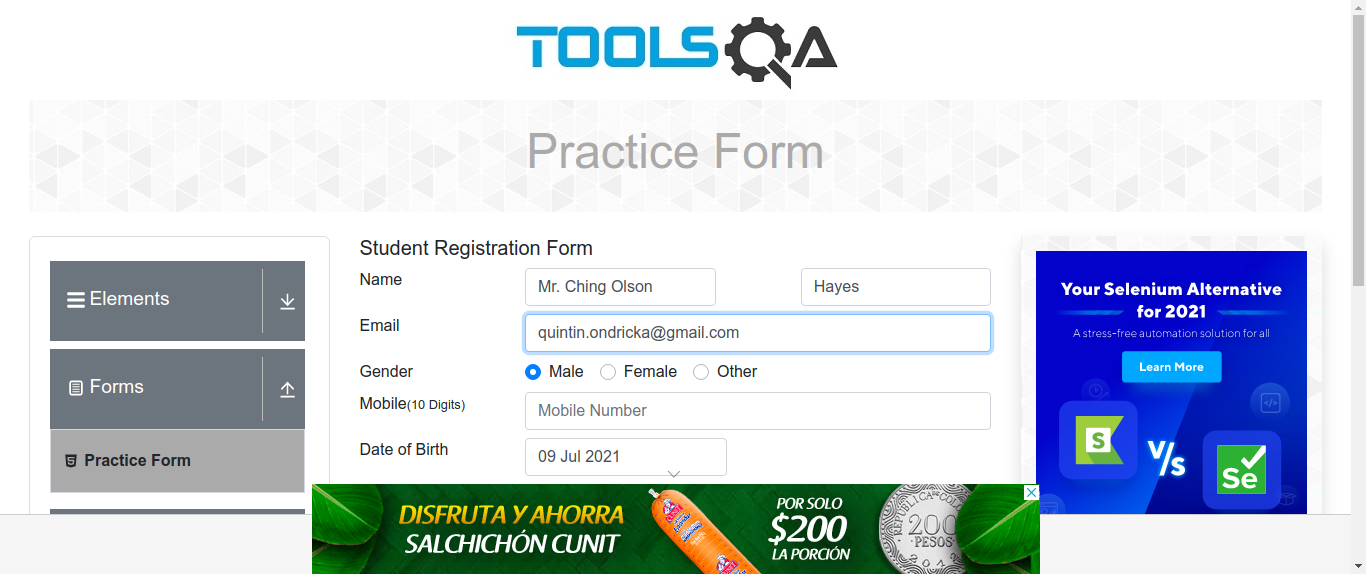 TOOLSQA
Practice Form
Elements
Forms
Practice Form
Student Registration Form
Name
Mr. Ching Olson
Hayes
Email
quintin.ondricka@gmail.com
Gender
Male
Female
Other
Mobile(10 Digits)
Mobile Number
Date of Birth
09 Jul 2021
Your Selenium Alternative
for 2021
A stress-free automation solution for all
Learn More
S
V/s
Se
DISFRUTA Y AHORRA
SALCHICHÓN CUNIT
POR SOLO
$200
LA PORCIÓN
200
PESOS